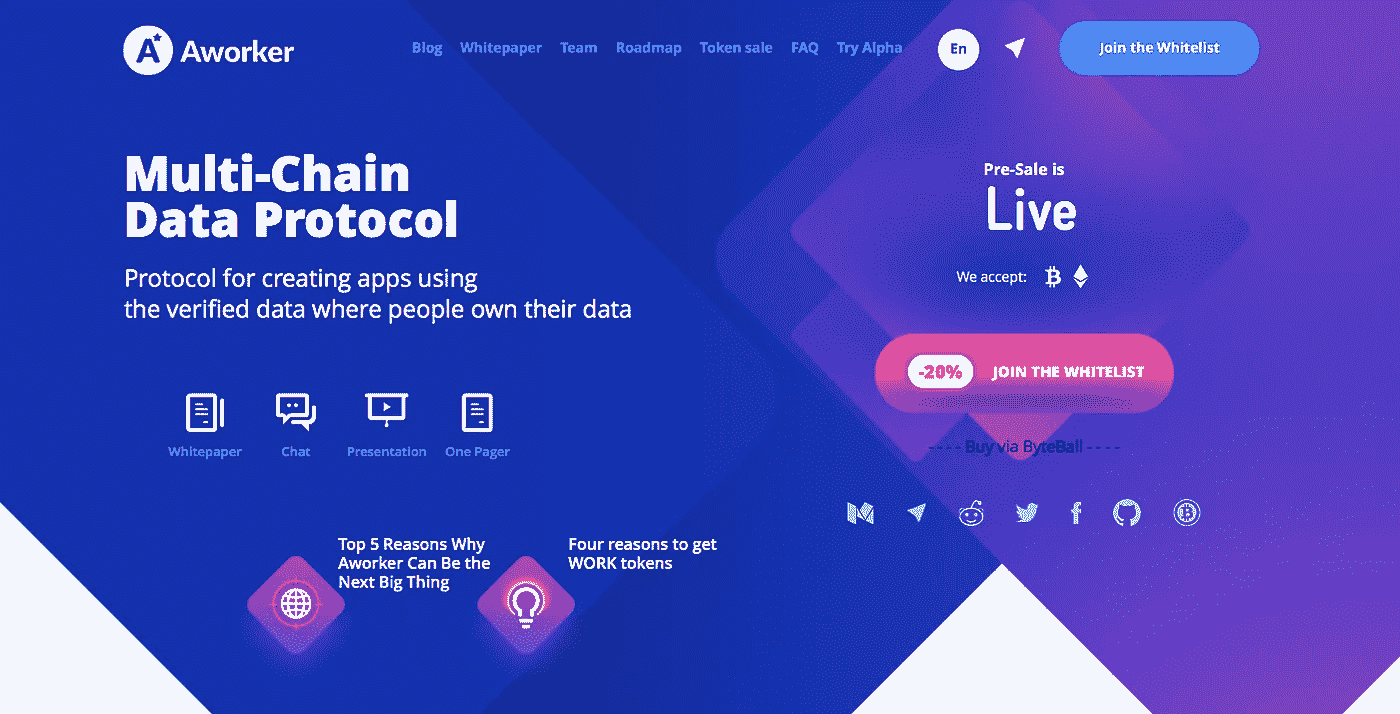 Aworker
Blog Whitepaper Team Roadmap Token sale FAQ Try Alpha
En
Join the Whitelist
Multi-Chain
Data Protocol
Protocol for creating apps using
the verified data where people own their data
Whitepaper Chat Presentation One Pager
Top 5 Reasons Why
Aworker Can Be the
Next Big Thing
Four reasons to get
WORK tokens
Pre-Sale is
Live
We accept:
-20% JOIN THE WHITELIST
---- Buy via ByteBall ----